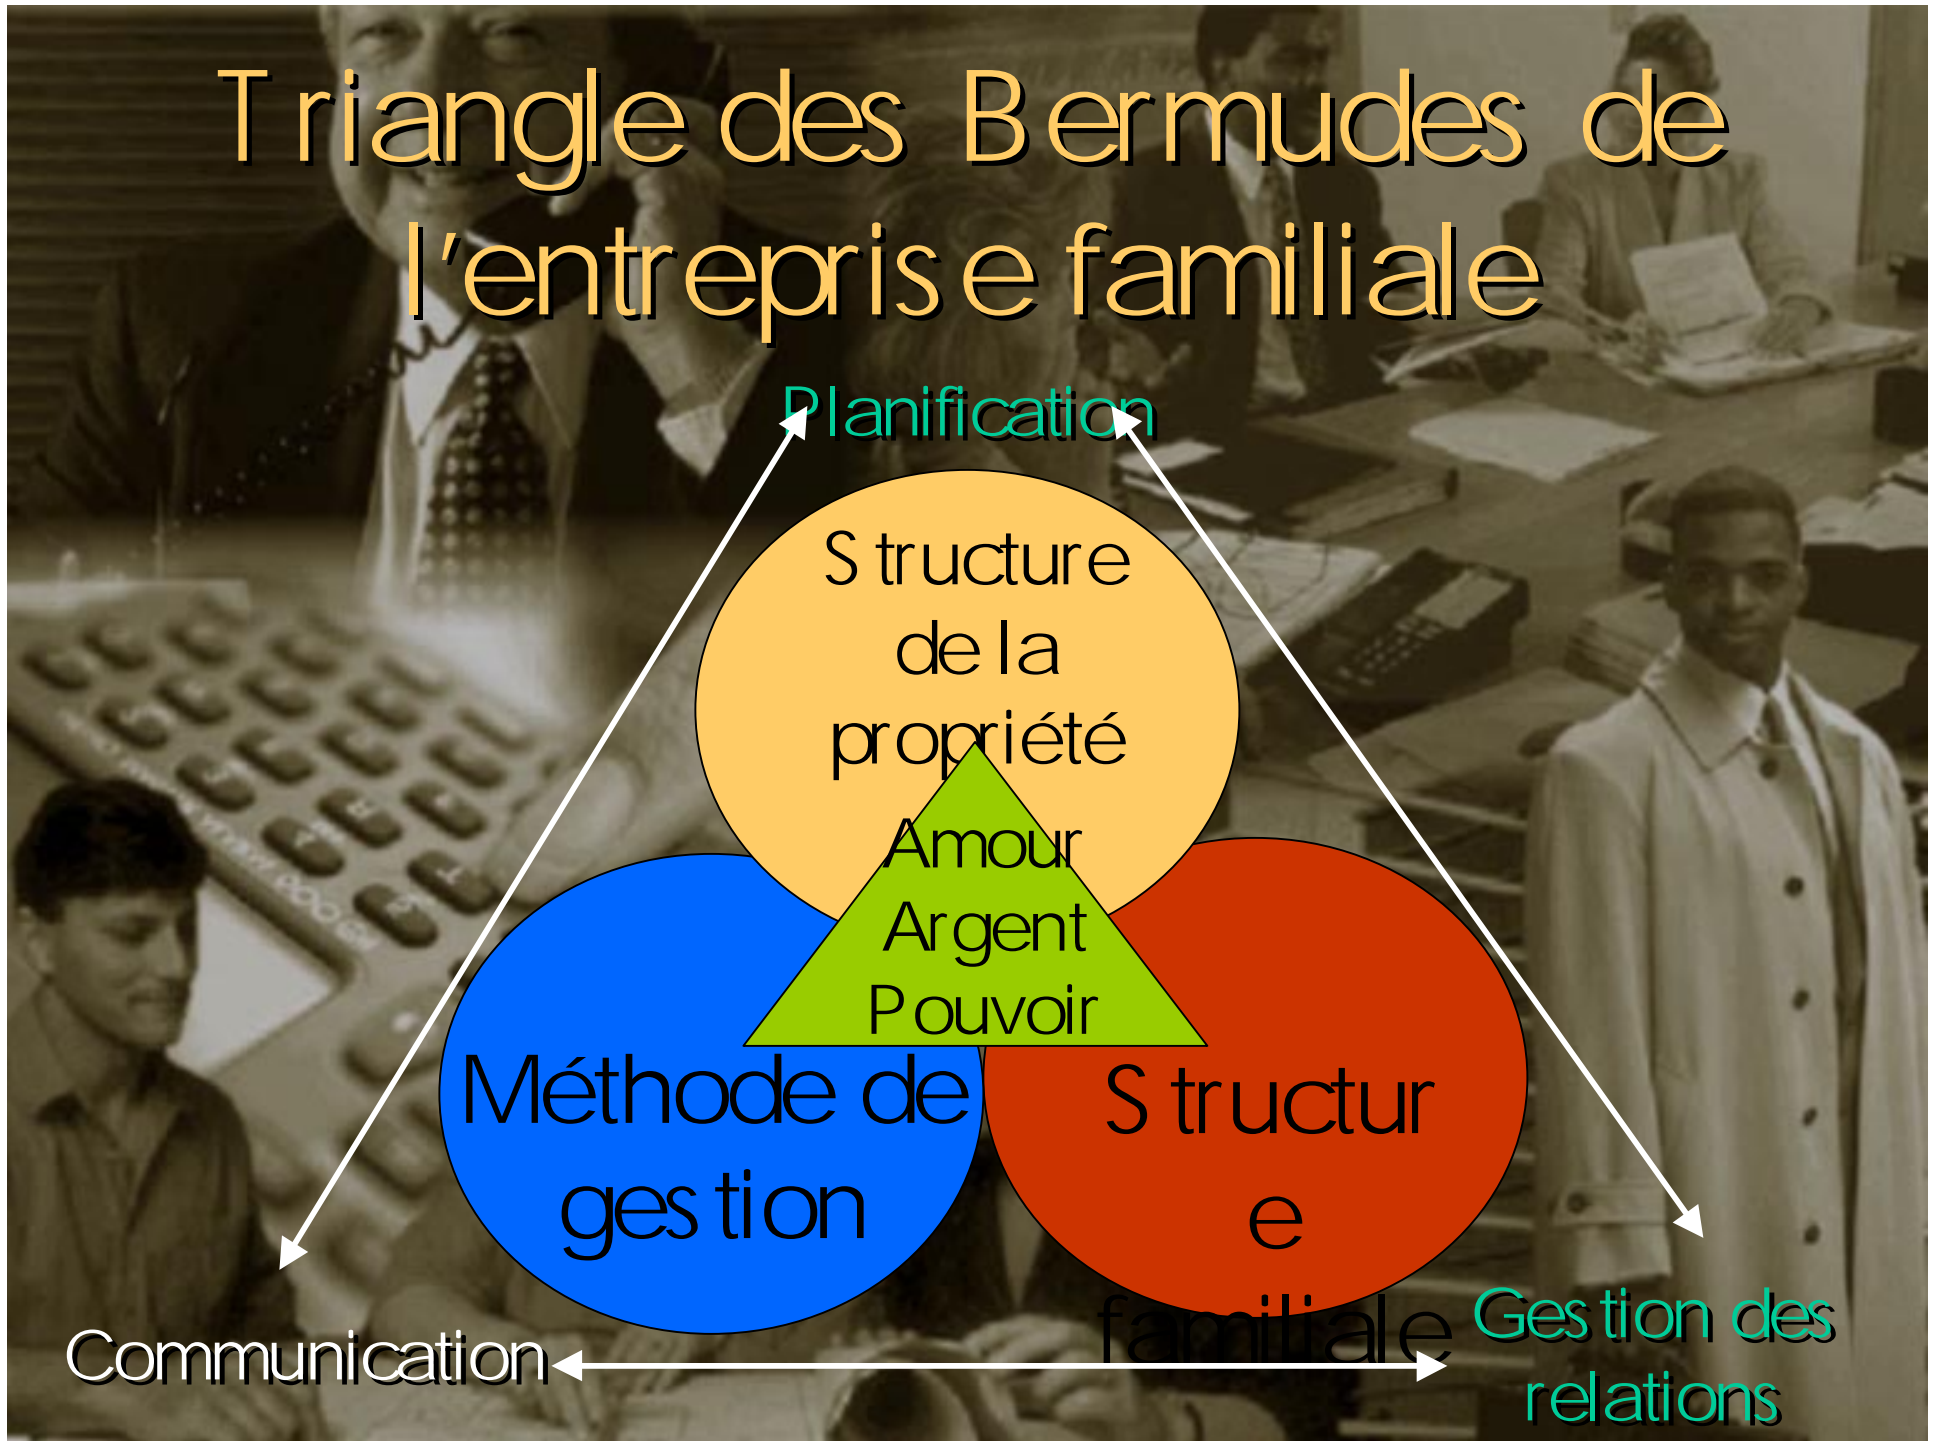 Triangle des Bermudes de
l'entreprise familiale
Planification
Structure
de la
propriété
Amour
Argent
Pouvoir
Méthode de
gestion
Structur
e
familiale
Communication
Gestion des
relations